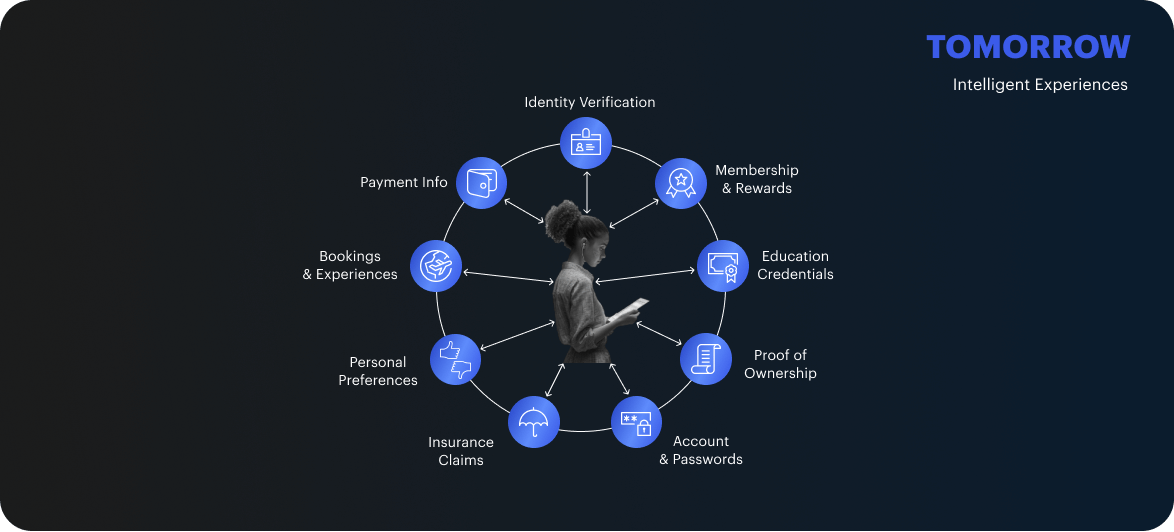 TOMORROW
Intelligent Experiences
Identity Verification
Membership
& Rewards
Education
Credentials
Proof of
Ownership
Account
& Passwords
Insurance
Claims
Personal
Preferences
Bookings
& Experiences
Payment Info